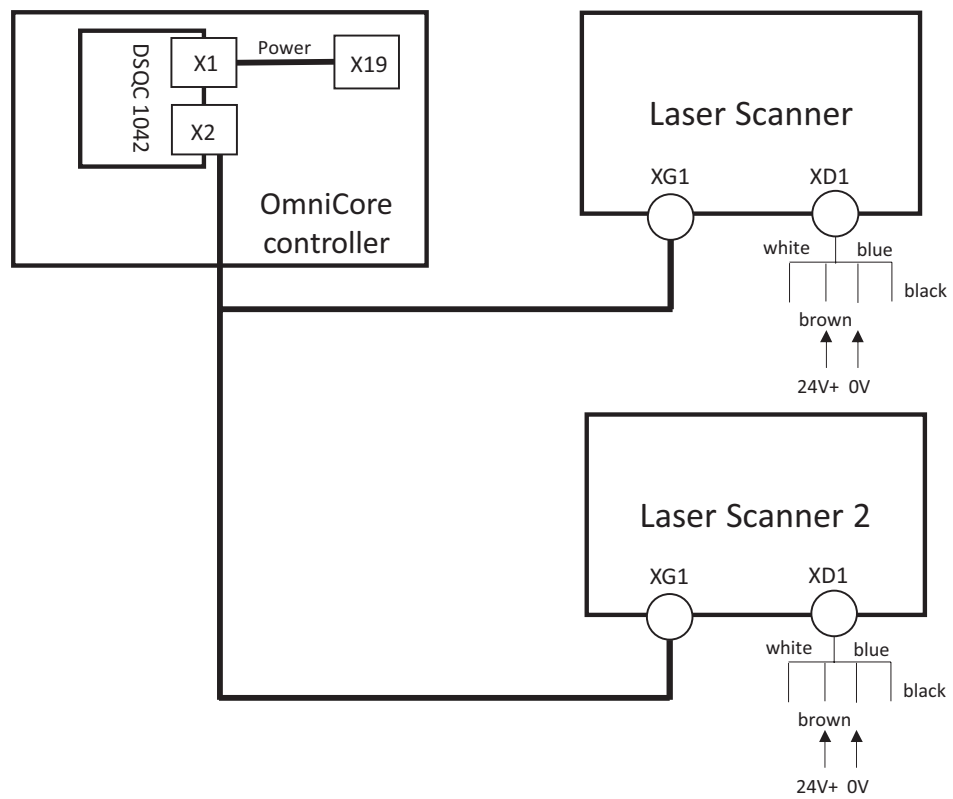 DSQC 1042
X1
Power
X19
X2
OmniCore
controller
Laser Scanner
XG1
XD1
white
blue
black
brown
24V+ 0V
Laser Scanner 2
XG1
XD1
white
blue
black
brown
24V+ 0V